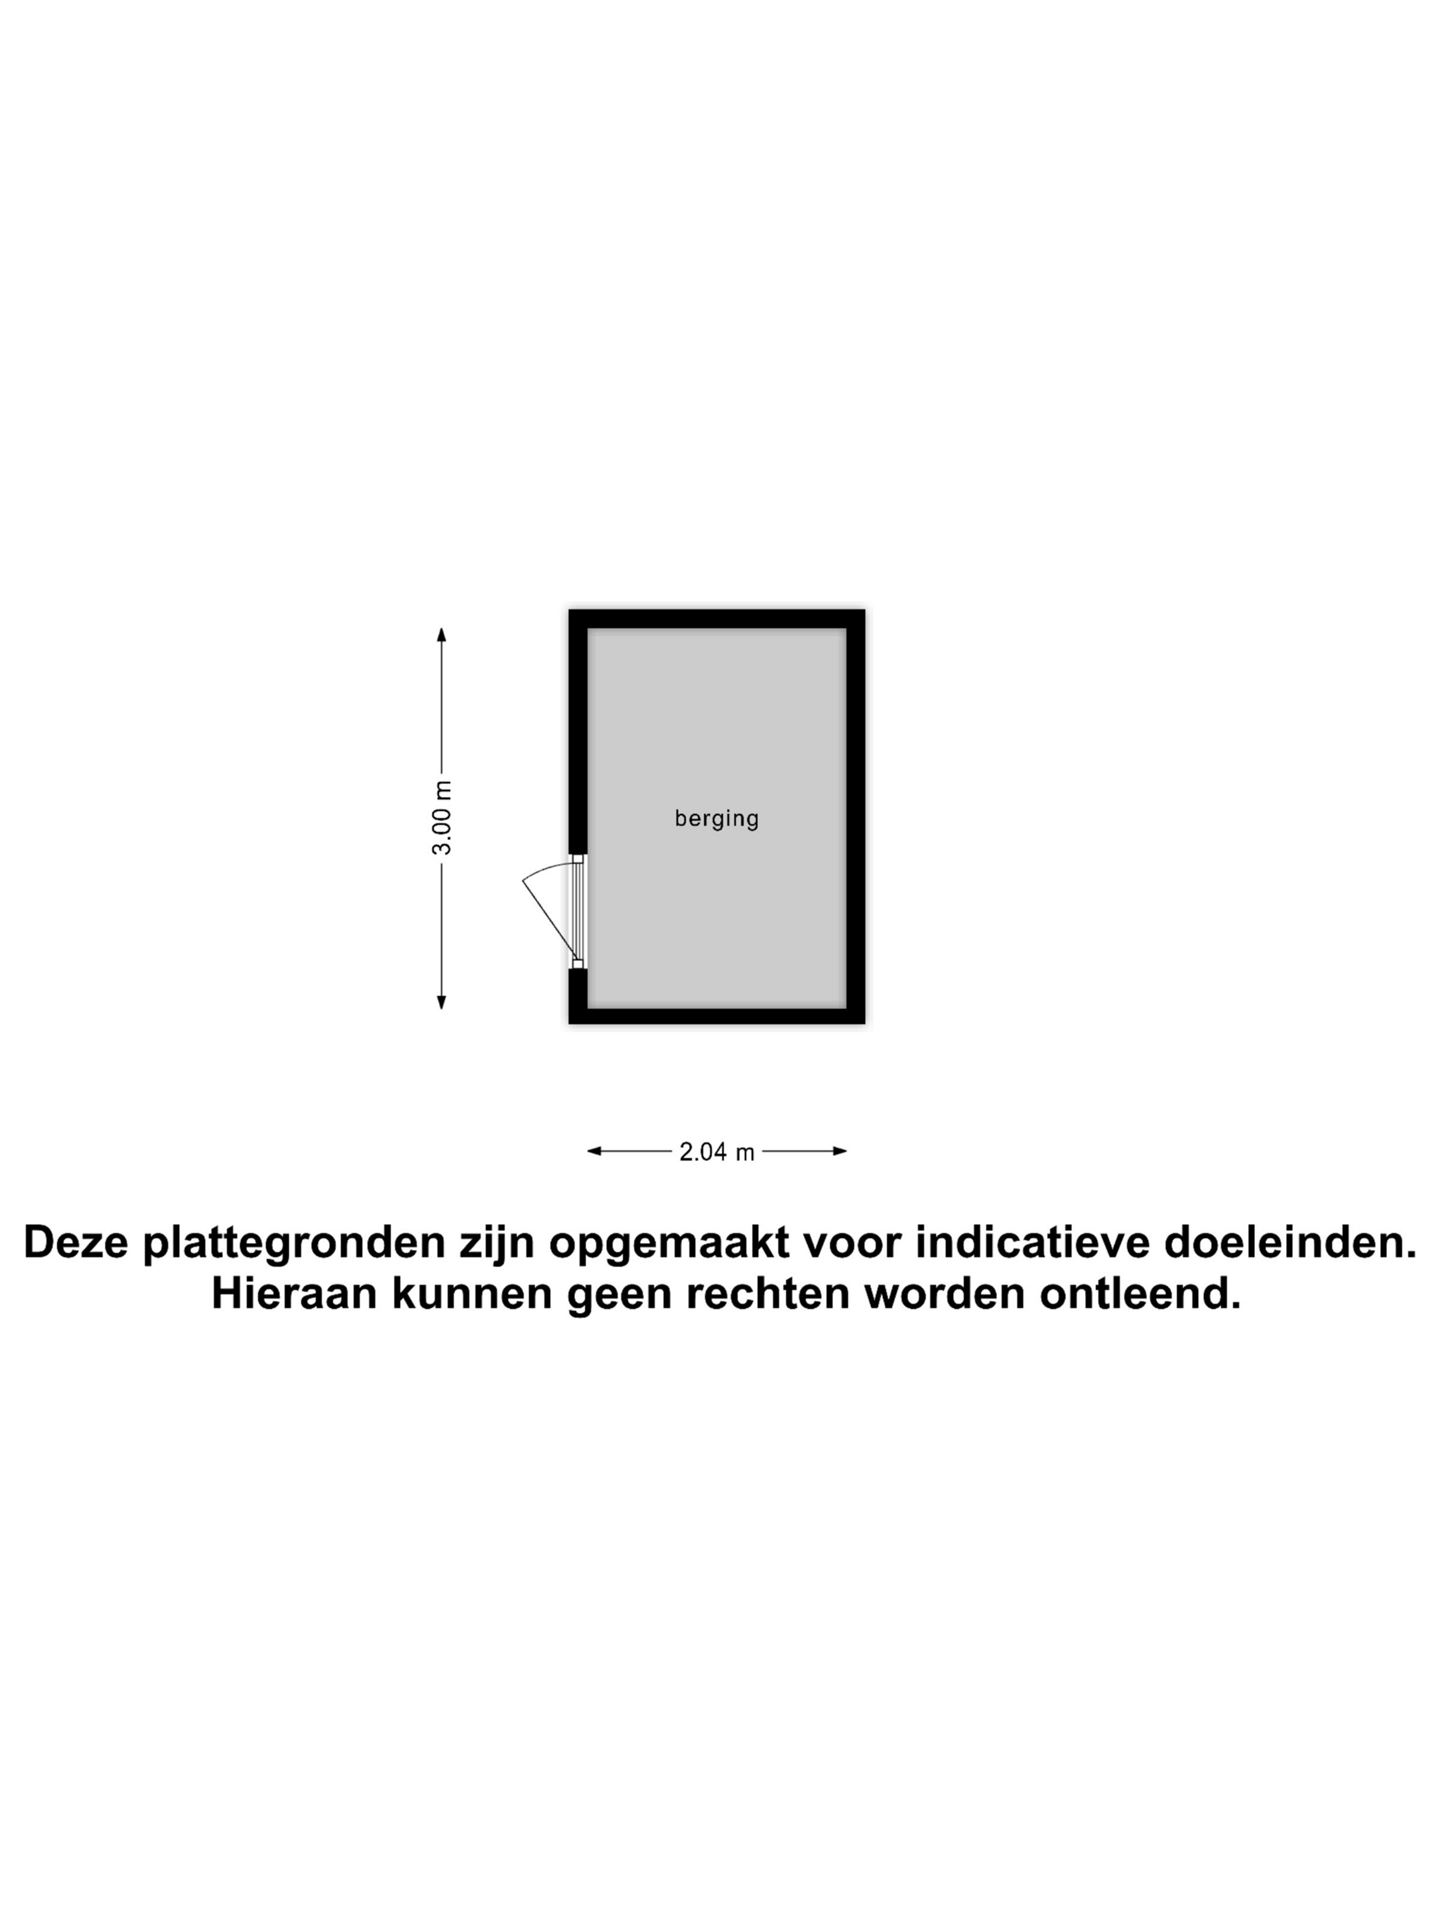 berging
3.00 m
2.04 m
Deze plattegronden zijn opgemaakt voor indicatieve doeleinden.
Hieraan kunnen geen rechten worden ontleend.